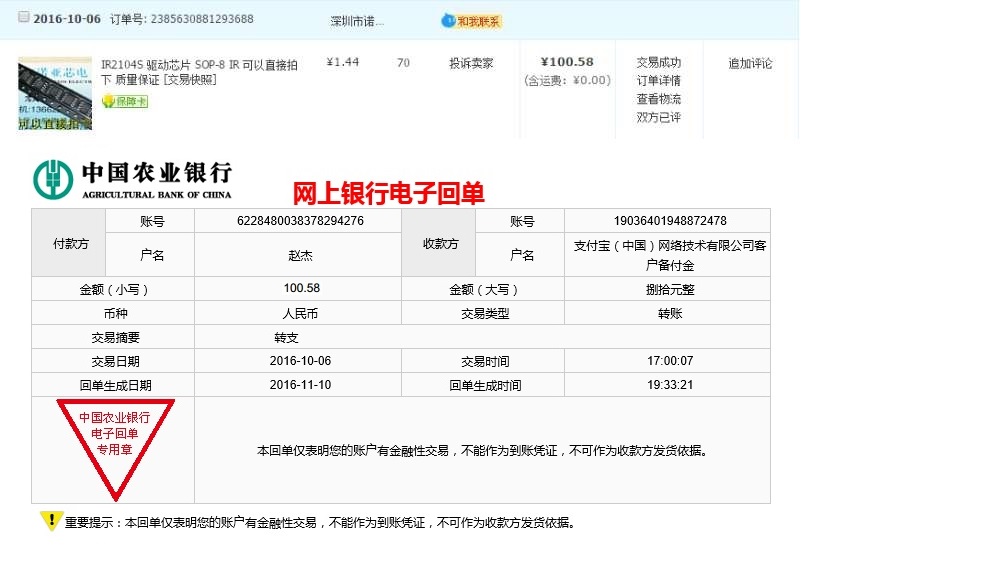 2016-10-06 订单号: 2385630881293688 深圳市诺... 和我联系
IR2104S 驱动芯片 SOP-8 IR 可以直接拍下 质量保证 [交易快照]
保障卡
¥1.44
70
投诉卖家
¥100.58
(含运费: ¥0.00)
交易成功
订单详情
查看物流
双方已评
追加评论
诺亚芯电
可以直接拍
中国农业银行
AGRICULTURAL BANK OF CHINA
网上银行电子回单
付款方 账号 6228480038378294276 收款方 账号 19036401948872478
户名 赵杰 户名 支付宝（中国）网络技术有限公司客
户备付金
金额（小写） 100.58 金额（大写） 捌拾元整
币种 人民币 交易类型 转账
交易摘要 转支
交易日期 2016-10-06 交易时间 17:00:07
回单生成日期 2016-11-10 回单生成时间 19:33:21
中国农业银行
电子回单
专用章
本回单仅表明您的账户有金融性交易，不能作为到账凭证，不可作为收款方发货依据。
重要提示：本回单仅表明您的账户有金融性交易，不能作为到账凭证，不可作为收款方发货依据。